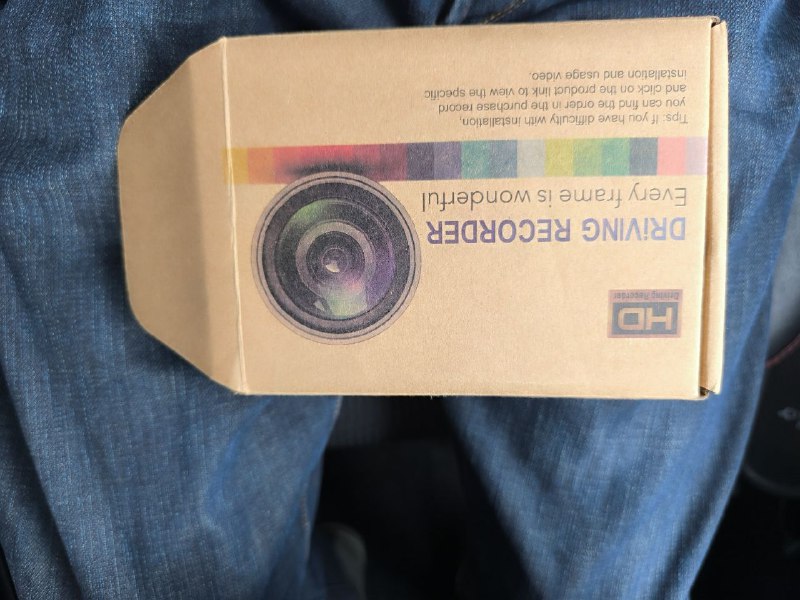 HD
Driving Recorder
DRiViNG RECORDER
Every frame is wonderful
Tips: If you have difficulty with installation,
you can find the order in the purchase record
and click on the product link to view the specific
installation and usage video.